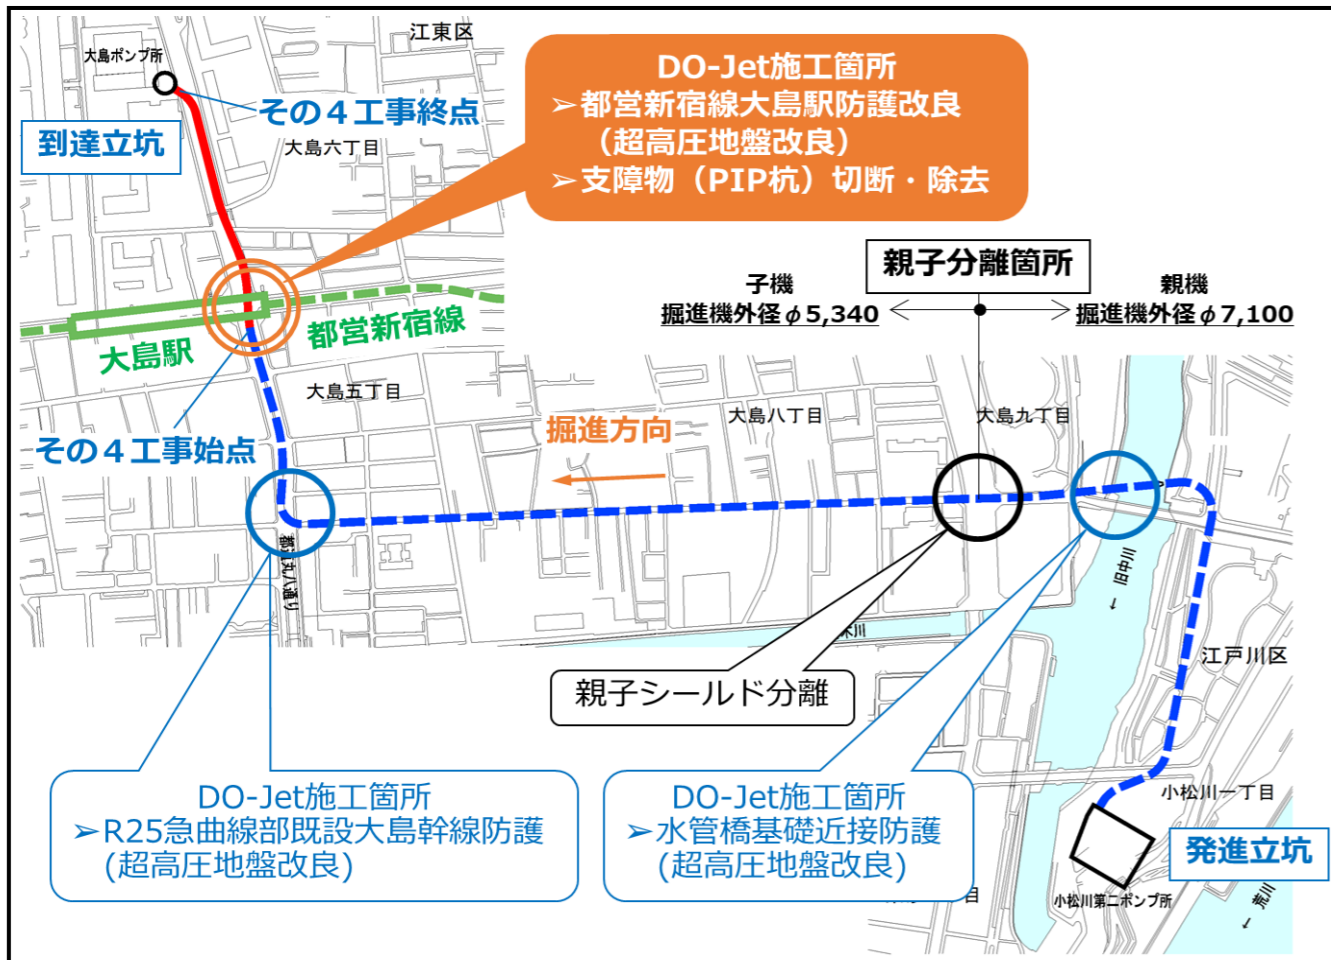 江東区
大島ポンプ所
その４工事終点
到達立坑
大島六丁目
DO-Jet施工箇所
➢都営新宿線大島駅防護改良
(超高圧地盤改良)
➢支障物（PIP杭）切断・除去
親子分離箇所
子機
掘進機外径φ5,340
親機
掘進機外径φ7,100
都営新宿線
大島駅
大島五丁目
大島八丁目
大島九丁目
その４工事始点
掘進方向
都道丸八通り
旧中川
←
木川
江戸川区
親子シールド分離
DO-Jet施工箇所
➢R25急曲線部既設大島幹線防護
(超高圧地盤改良)
DO-Jet施工箇所
➢水管橋基礎近接防護
(超高圧地盤改良)
小松川一丁目
発進立坑
小松川第二ポンプ所
荒川
←
丁目